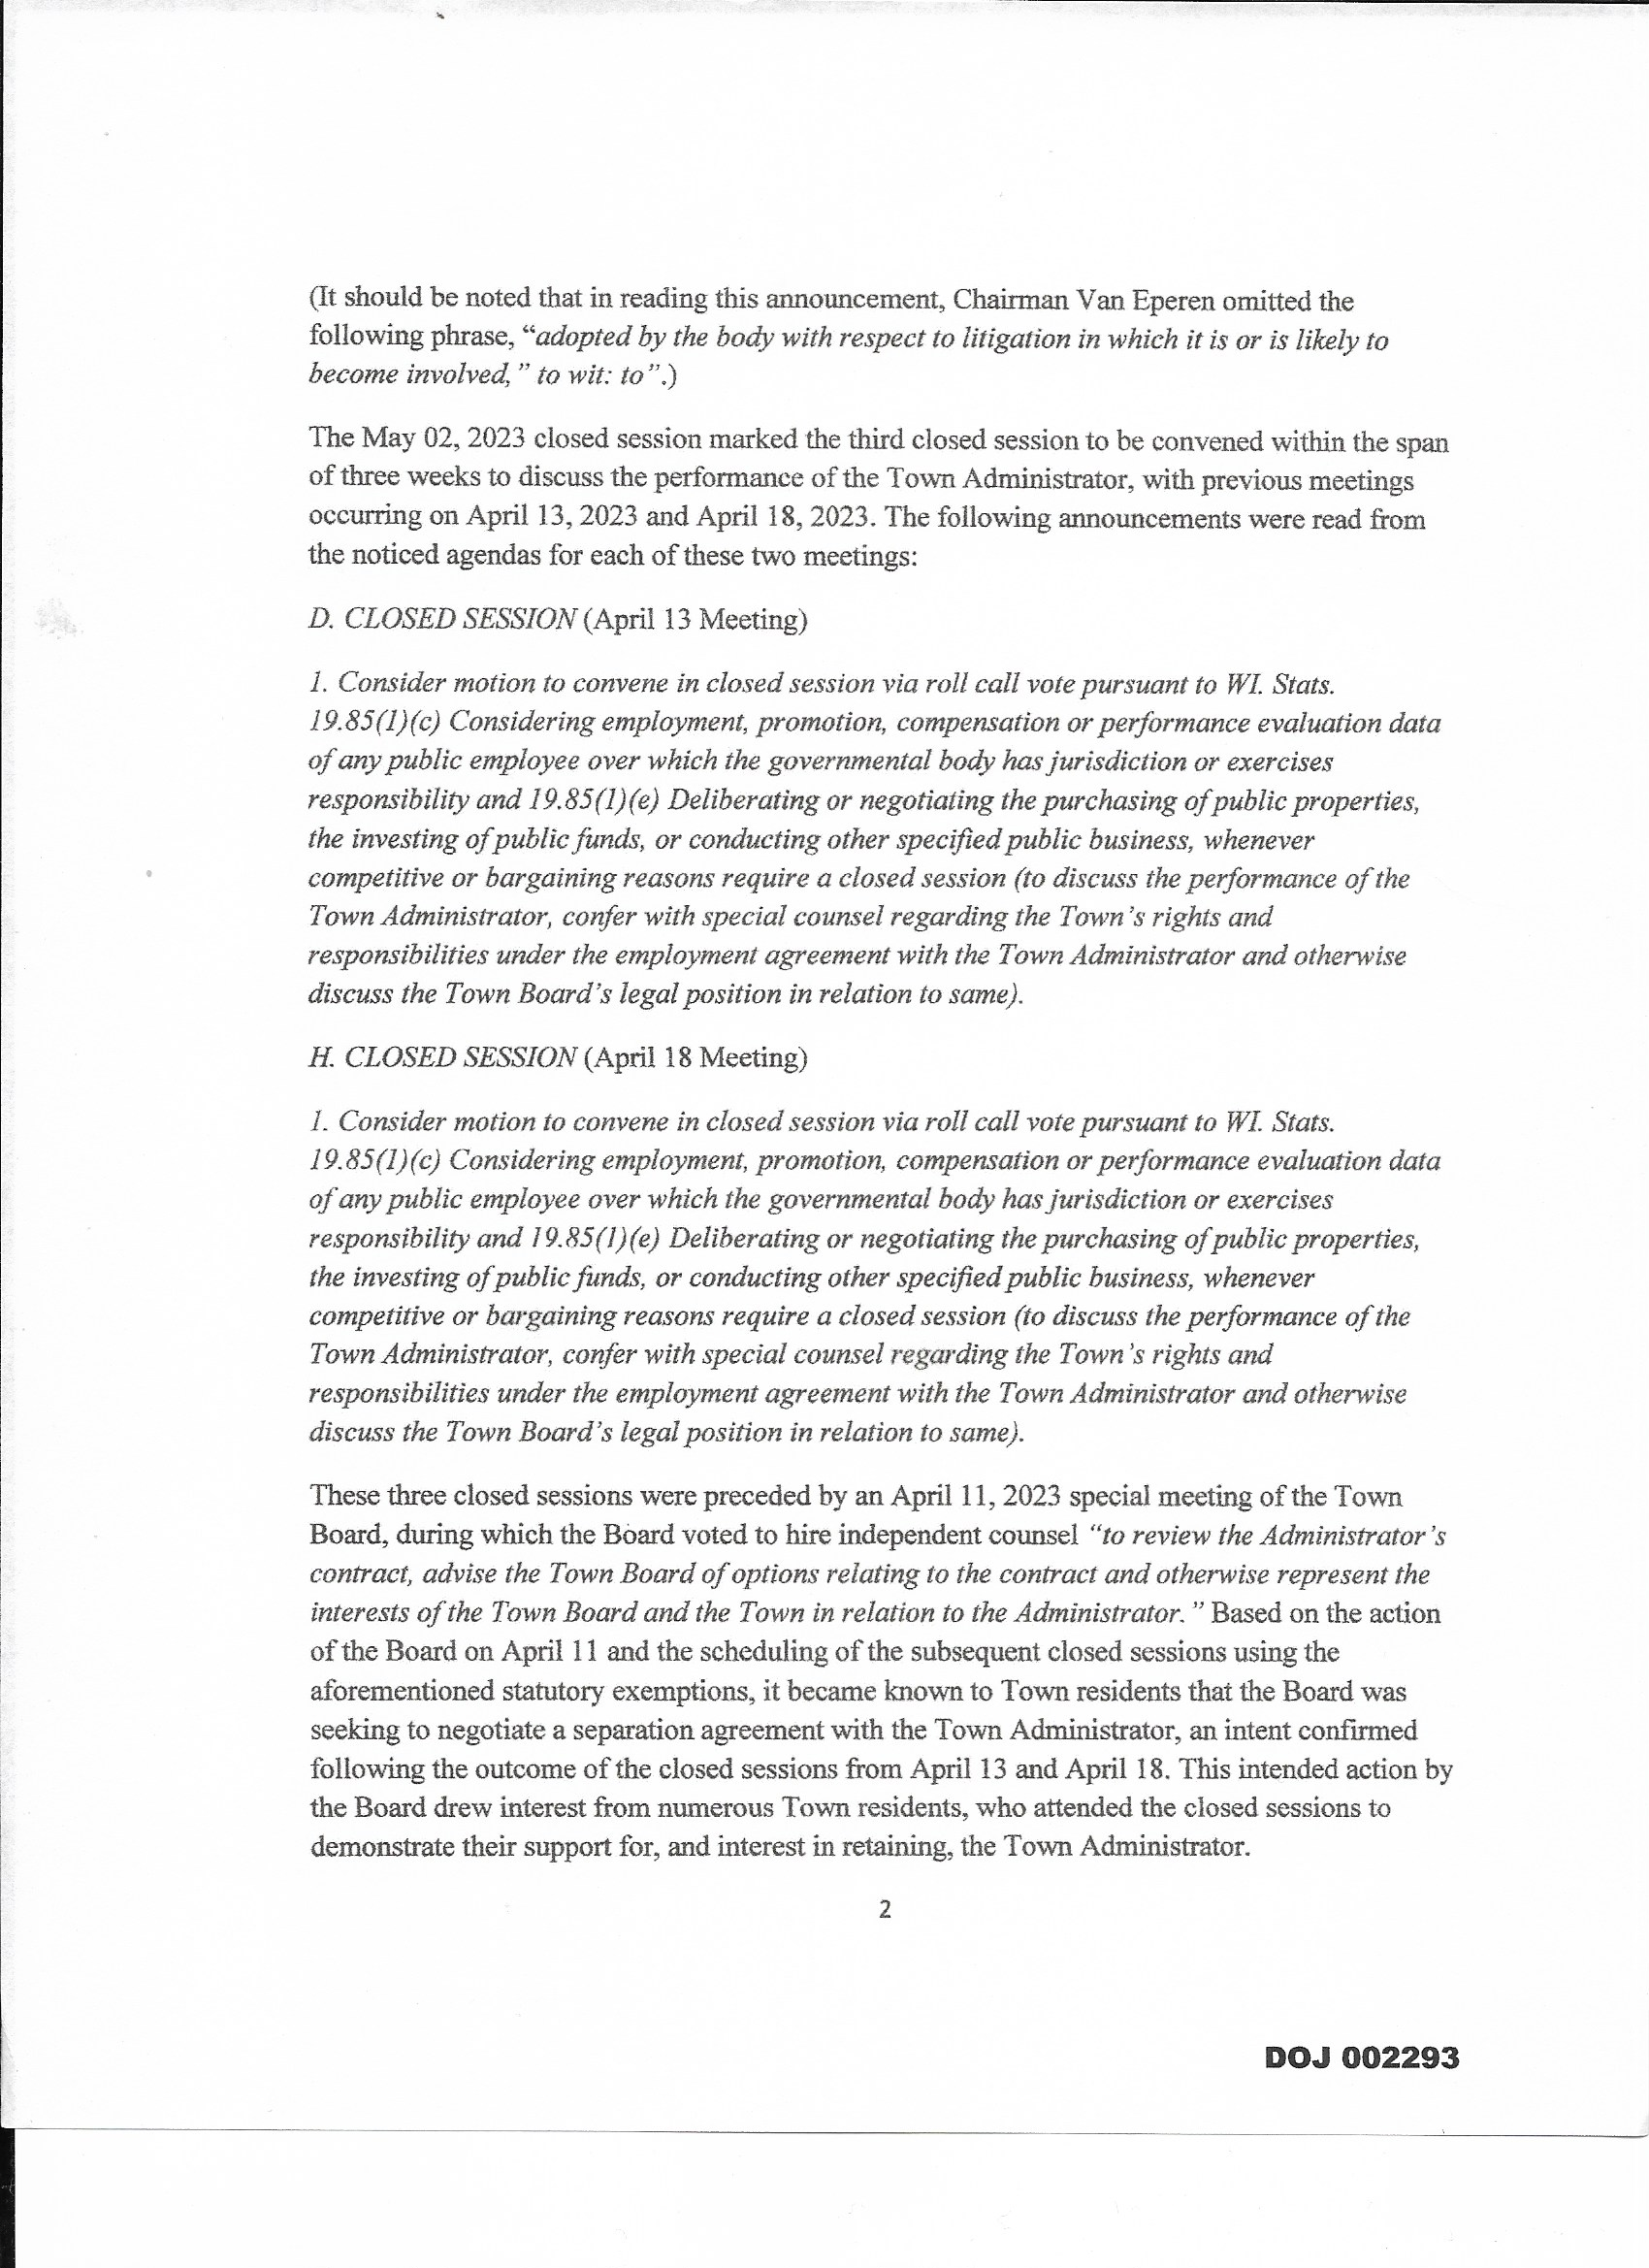 (It should be noted that in reading this announcement, Chairman Van Eperen omitted the
following phrase, “adopted by the body with respect to litigation in which it is or is likely to
become involved,” to wit: to”.)
The May 02, 2023 closed session marked the third closed session to be convened within the span
of three weeks to discuss the performance of the Town Administrator, with previous meetings
occurring on April 13, 2023 and April 18, 2023. The following announcements were read from
the noticed agendas for each of these two meetings:
D. CLOSED SESSION (April 13 Meeting)
1. Consider motion to convene in closed session via roll call vote pursuant to WI. Stats.
19.85(1)(c) Considering employment, promotion, compensation or performance evaluation data
of any public employee over which the governmental body has jurisdiction or exercises
responsibility and 19.85(1)(e) Deliberating or negotiating the purchasing of public properties,
the investing of public funds, or conducting other specified public business, whenever
competitive or bargaining reasons require a closed session (to discuss the performance of the
Town Administrator, confer with special counsel regarding the Town’s rights and
responsibilities under the employment agreement with the Town Administrator and otherwise
discuss the Town Board’s legal position in relation to same).
H. CLOSED SESSION (April 18 Meeting)
1. Consider motion to convene in closed session via roll call vote pursuant to WI. Stats.
19.85(1)(c) Considering employment, promotion, compensation or performance evaluation data
of any public employee over which the governmental body has jurisdiction or exercises
responsibility and 19.85(1)(e) Deliberating or negotiating the purchasing of public properties,
the investing of public funds, or conducting other specified public business, whenever
competitive or bargaining reasons require a closed session (to discuss the performance of the
Town Administrator, confer with special counsel regarding the Town’s rights and
responsibilities under the employment agreement with the Town Administrator and otherwise
discuss the Town Board’s legal position in relation to same).
These three closed sessions were preceded by an April 11, 2023 special meeting of the Town
Board, during which the Board voted to hire independent counsel “to review the Administrator’s
contract, advise the Town Board of options relating to the contract and otherwise represent the
interests of the Town Board and the Town in relation to the Administrator.” Based on the action
of the Board on April 11 and the scheduling of the subsequent closed sessions using the
aforementioned statutory exemptions, it became known to Town residents that the Board was
seeking to negotiate a separation agreement with the Town Administrator, an intent confirmed
following the outcome of the closed sessions from April 13 and April 18. This intended action by
the Board drew interest from numerous Town residents, who attended the closed sessions to
demonstrate their support for, and interest in retaining, the Town Administrator.
2
DOJ 002293